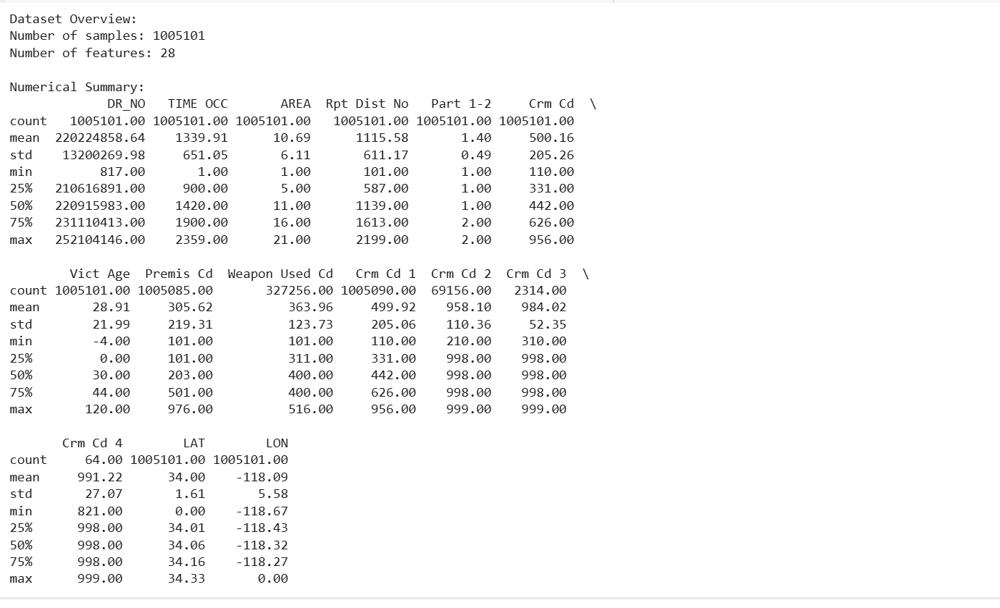 Dataset Overview:
Number of samples: 1005101
Number of features: 28
Numerical Summary:
DR_NO TIME OCC AREA Rpt Dist No Part 1-2 Crm Cd \
count 1005101.00 1005101.00 1005101.00 1005101.00 1005101.00 1005101.00
mean 220224858.64 1339.91 10.69 1115.58 1.40 500.16
std 13200269.98 651.05 6.11 611.17 0.49 205.26
min 817.00 1.00 1.00 101.00 1.00 110.00
25% 210616891.00 900.00 5.00 587.00 1.00 331.00
50% 220915983.00 1420.00 11.00 1139.00 1.00 442.00
75% 231110413.00 1900.00 16.00 1613.00 2.00 626.00
max 252104146.00 2359.00 21.00 2199.00 2.00 956.00
Vict Age Premis Cd Weapon Used Cd Crm Cd 1 Crm Cd 2 Crm Cd 3 \
count 1005101.00 1005085.00 327256.00 1005090.00 69156.00 2314.00
mean 28.91 305.62 363.96 499.92 958.10 984.02
std 21.99 219.31 123.73 205.06 110.36 52.35
min -4.00 101.00 101.00 110.00 210.00 310.00
25% 0.00 101.00 311.00 331.00 998.00 998.00
50% 30.00 203.00 400.00 442.00 998.00 998.00
75% 44.00 501.00 400.00 626.00 998.00 998.00
max 120.00 976.00 516.00 956.00 999.00 999.00
Crm Cd 4 LAT LON
count 64.00 1005101.00 1005101.00
mean 991.22 34.00 -118.09
std 27.07 1.61 5.58
min 821.00 0.00 -118.67
25% 998.00 34.01 -118.43
50% 998.00 34.06 -118.32
75% 998.00 34.16 -118.27
max 999.00 34.33 0.00